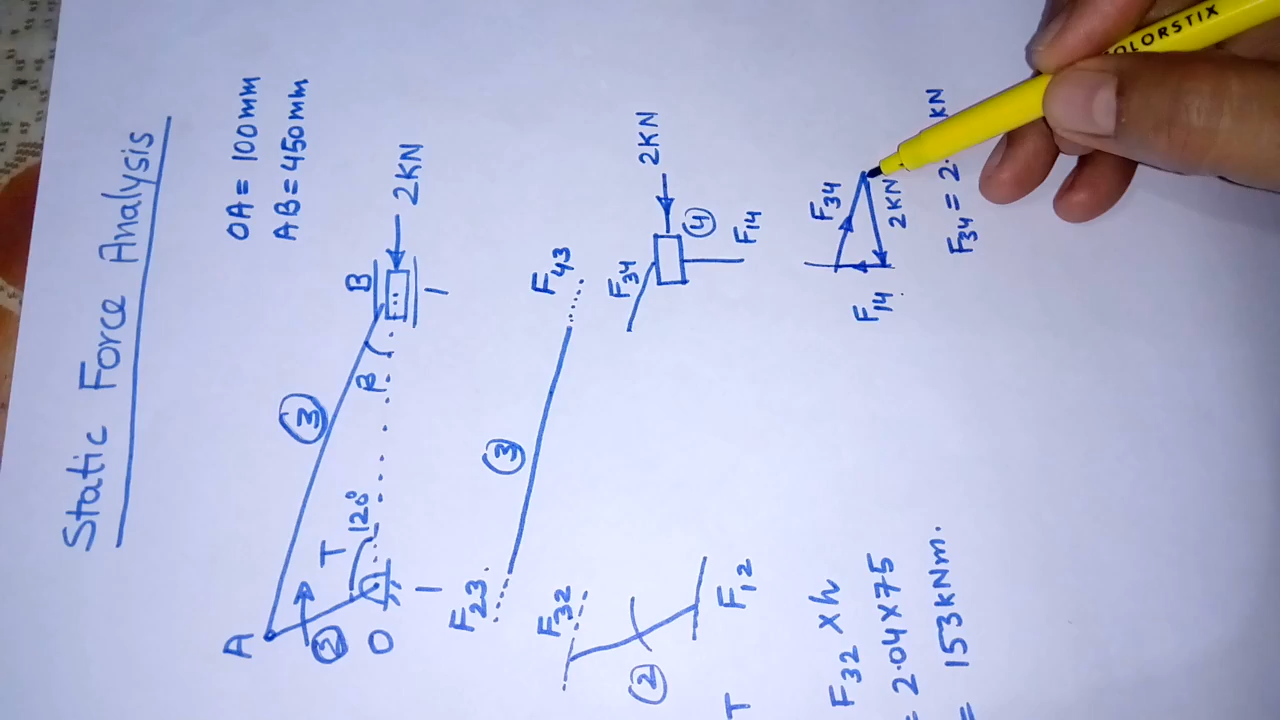 Static Force Analysis
OA = 100mm
AB = 450mm
A
3
B
2KN
T
120°
β
2
O
1
1
F23
3
F43
F32
2
F12
F34
2KN
4
F14
F34
2KN
F14
F34 = 2. KN
T
F32 x h
= 2.04 x 75
= 153 kNm.
COLORSTIX